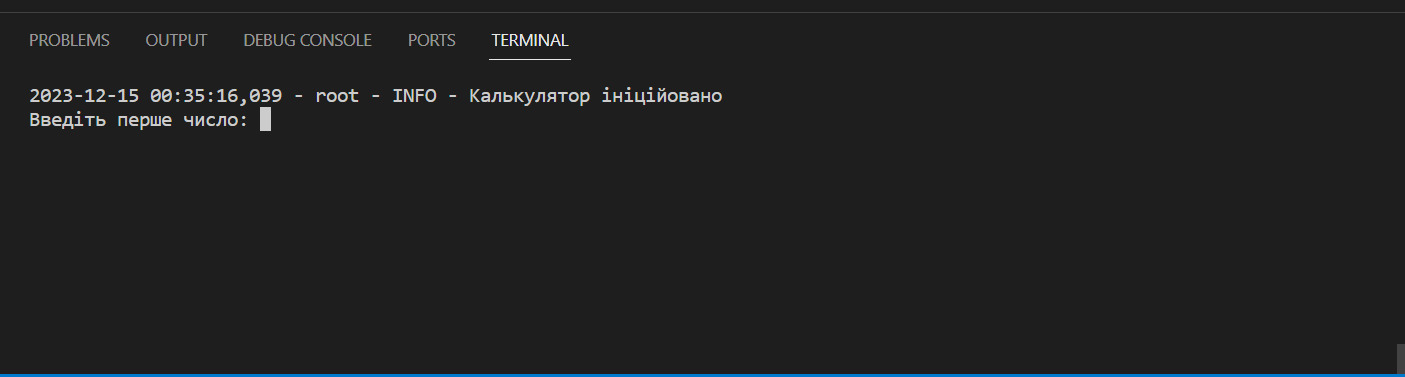 PROBLEMS OUTPUT DEBUG CONSOLE PORTS TERMINAL
2023-12-15 00:35:16,039 - root - INFO - Калькулятор ініційовано
Введіть перше число: